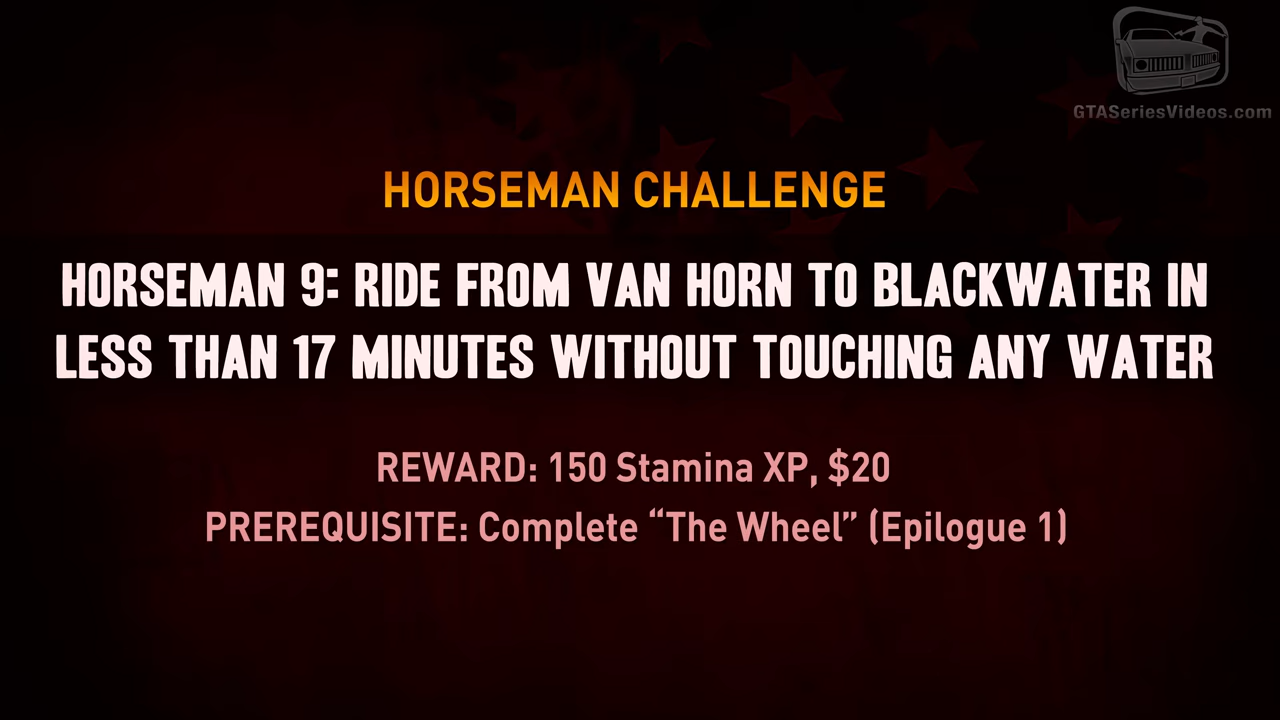 GTASeriesVideos.com
HORSEMAN CHALLENGE
HORSEMAN 9: RIDE FROM VAN HORN TO BLACKWATER IN
LESS THAN 17 MINUTES WITHOUT TOUCHING ANY WATER
REWARD: 150 Stamina XP, $20
PREREQUISITE: Complete “The Wheel” (Epilogue 1)